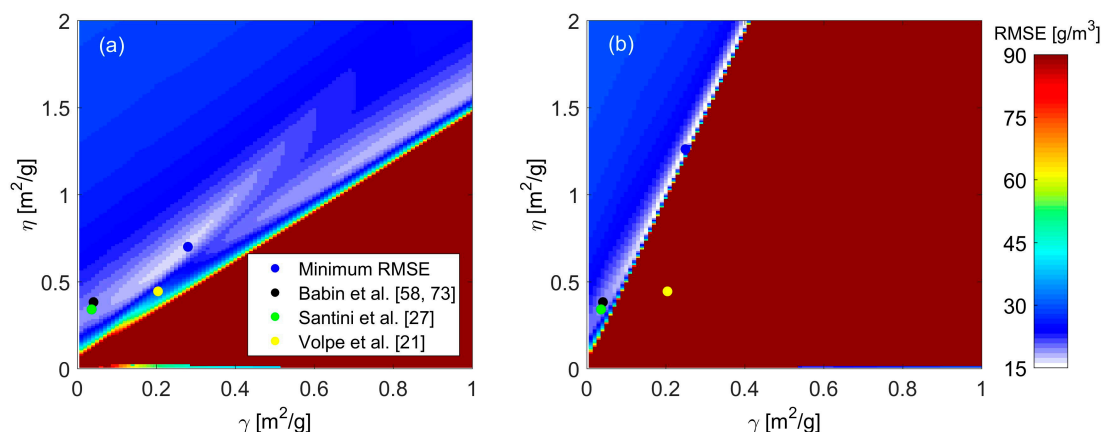 (a)
2
1.5
1
0.5
0
η [m²/g]
0
0.2
0.4
0.6
0.8
1
γ [m²/g]
Minimum RMSE
Babin et al. [58, 73]
Santini et al. [27]
Volpe et al. [21]
(b)
2
1.5
1
0.5
0
η [m²/g]
0
0.2
0.4
0.6
0.8
1
γ [m²/g]
RMSE [g/m³]
90
75
60
45
30
15